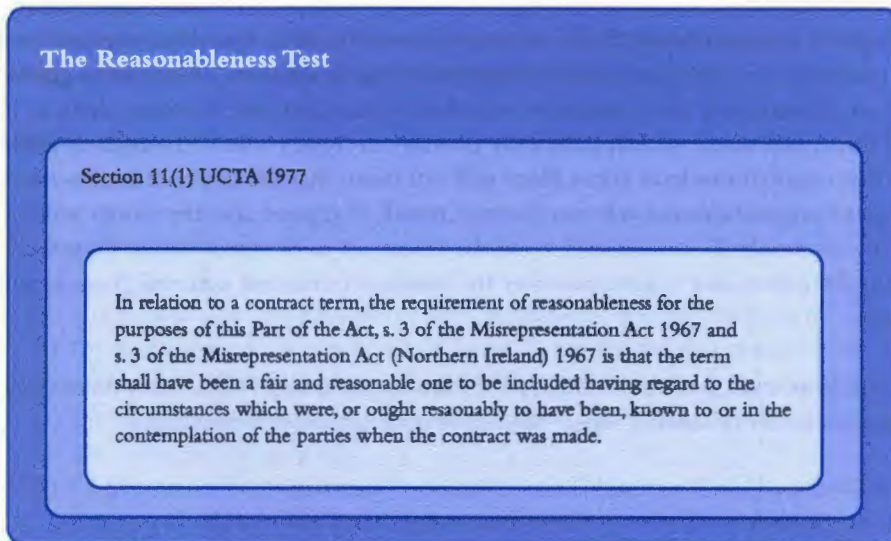 The Reasonableness Test
Section 11(1) UCTA 1977
In relation to a contract term, the requirement of reasonableness for the
purposes of this Part of the Act, s. 3 of the Misrepresentation Act 1967 and
s. 3 of the Misrepresentation Act (Northern Ireland) 1967 is that the term
shall have been a fair and reasonable one to be included having regard to the
circumstances which were, or ought resaonably to have been, known to or in the
contemplation of the parties when the contract was made.